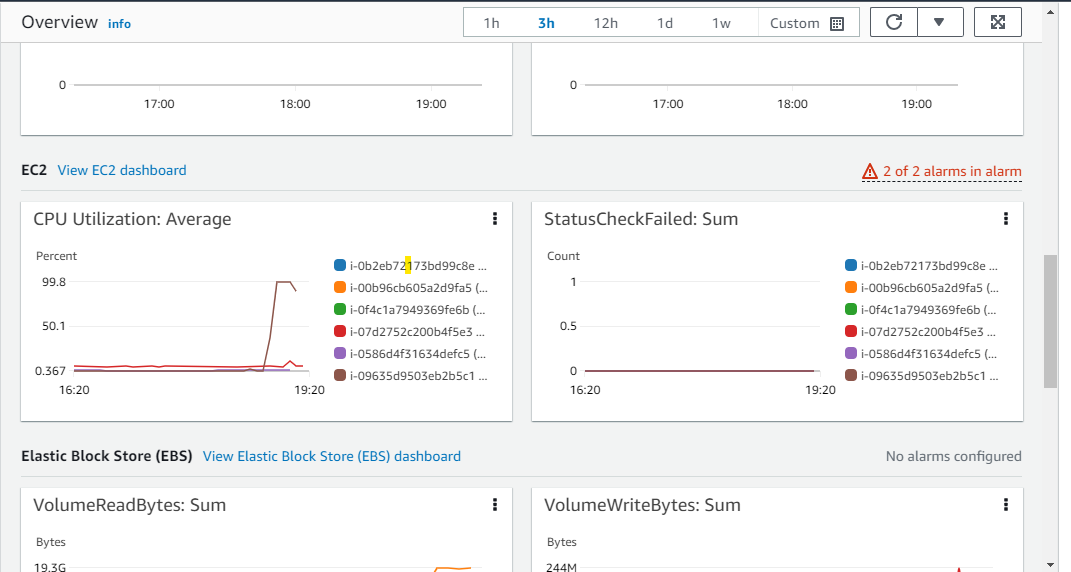 Overview info 1h 3h 12h 1d 1w Custom
0 0
17:00 18:00 19:00 17:00 18:00 19:00
EC2 View EC2 dashboard 2 of 2 alarms in alarm
CPU Utilization: Average
Percent
99.8
50.1
0.367
16:20 19:20
i-0b2eb72173bd99c8e ...
i-00b96cb605a2d9fa5 (...
i-0f4c1a7949369fe6b (...
i-07d2752c200b4f5e3 ...
i-0586d4f31634defc5 (...
i-09635d9503eb2b5c1 ...
StatusCheckFailed: Sum
Count
1
0.5
0
16:20 19:20
i-0b2eb72173bd99c8e ...
i-00b96cb605a2d9fa5 (...
i-0f4c1a7949369fe6b (...
i-07d2752c200b4f5e3 ...
i-0586d4f31634defc5 (...
i-09635d9503eb2b5c1 ...
Elastic Block Store (EBS) View Elastic Block Store (EBS) dashboard No alarms configured
VolumeReadBytes: Sum
Bytes
19.3G
VolumeWriteBytes: Sum
Bytes
244M